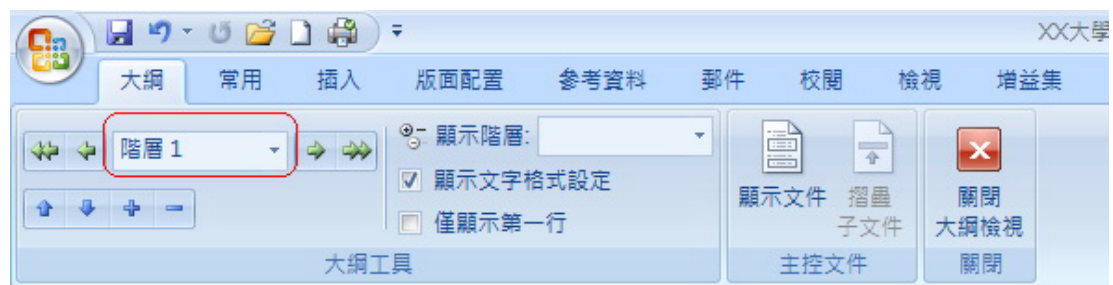 XX大學
大綱 常用 插入 版面配置 參考資料 郵件 校閱 檢視 增益集
階層 1 顯示階層:
顯示文字格式設定
僅顯示第一行
顯示文件 摺疊子文件
關閉大綱檢視
大綱工具 主控文件 關閉